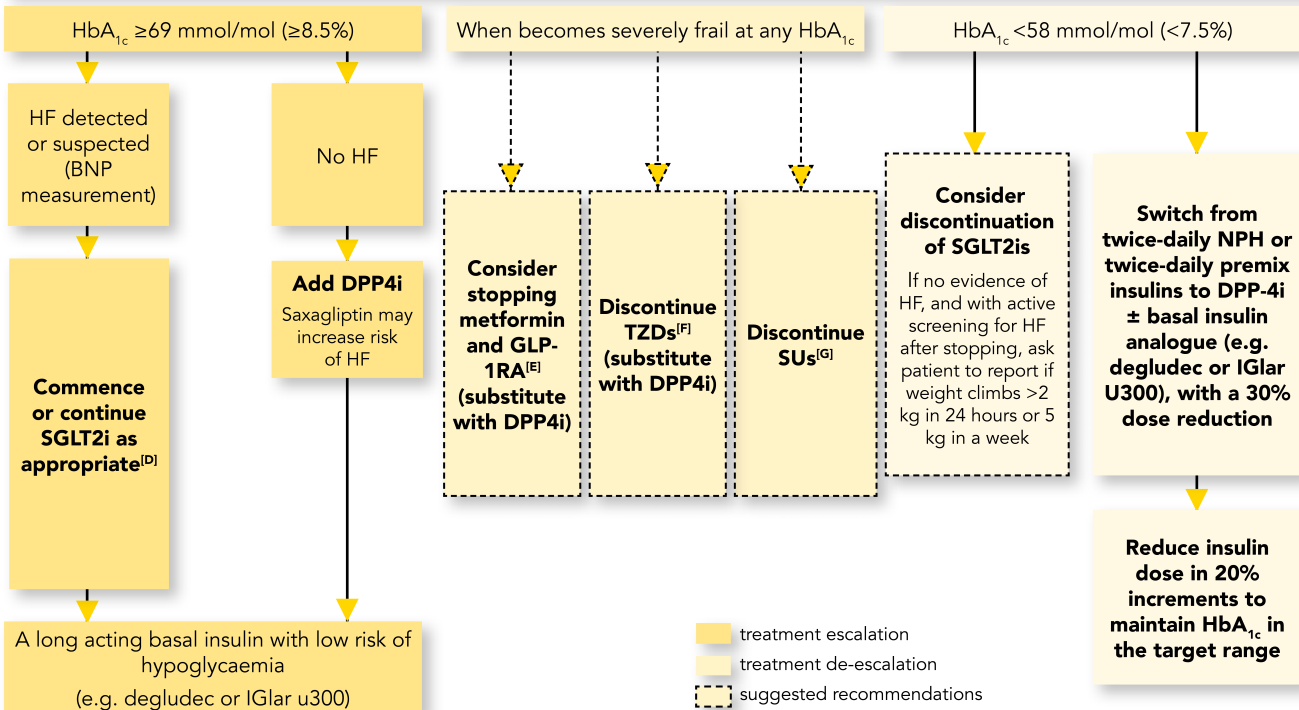 HbA1c ≥69 mmol/mol (≥8.5%)
HF detected
or suspected
(BNP
measurement)
Commence
or continue
SGLT2i as
appropriate[D]
No HF
Add DPP4i
Saxagliptin may
increase risk
of HF
A long acting basal insulin with low risk of
hypoglycaemia
(e.g. degludec or IGlar u300)
When becomes severely frail at any HbA1c
Consider
stopping
metformin
and GLP-
1RA[E]
(substitute
with DPP4i)
Discontinue
TZDs[F]
(substitute
with DPP4i)
Discontinue
SUs[G]
HbA1c <58 mmol/mol (<7.5%)
Consider
discontinuation
of SGLT2is
If no evidence of
HF, and with active
screening for HF
after stopping, ask
patient to report if
weight climbs >2
kg in 24 hours or 5
kg in a week
Switch from
twice-daily NPH or
twice-daily premix
insulins to DPP-4i
± basal insulin
analogue (e.g.
degludec or IGlar
U300), with a 30%
dose reduction
Reduce insulin
dose in 20%
increments to
maintain HbA1c in
the target range
treatment escalation
treatment de-escalation
suggested recommendations